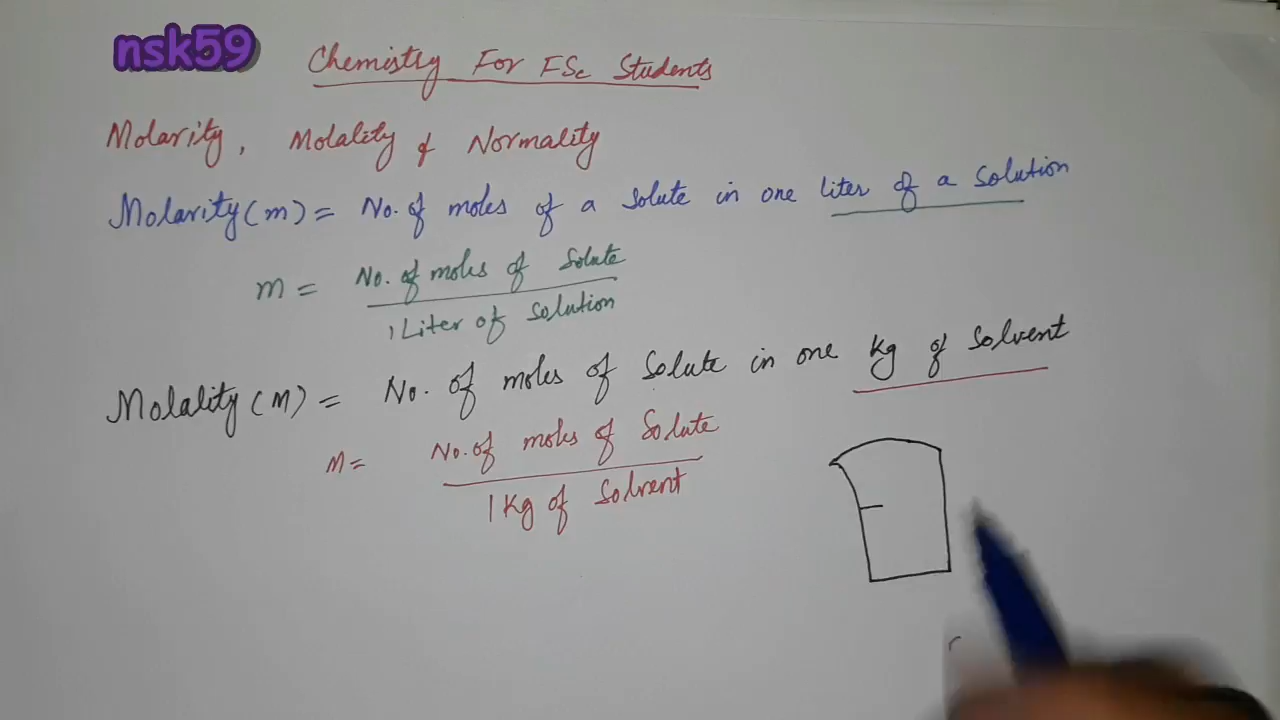 nsk59
Chemistry For FSc Students
Molarity, Molality & Normality
Molarity (m) = No. of moles of a Solute in one liter of a Solution
m = No. of moles of Solute
1 Liter of Solution
Molality (M) = No. of moles of Solute in one Kg of Solvent
M = No. of moles of Solute
1 Kg of Solvent